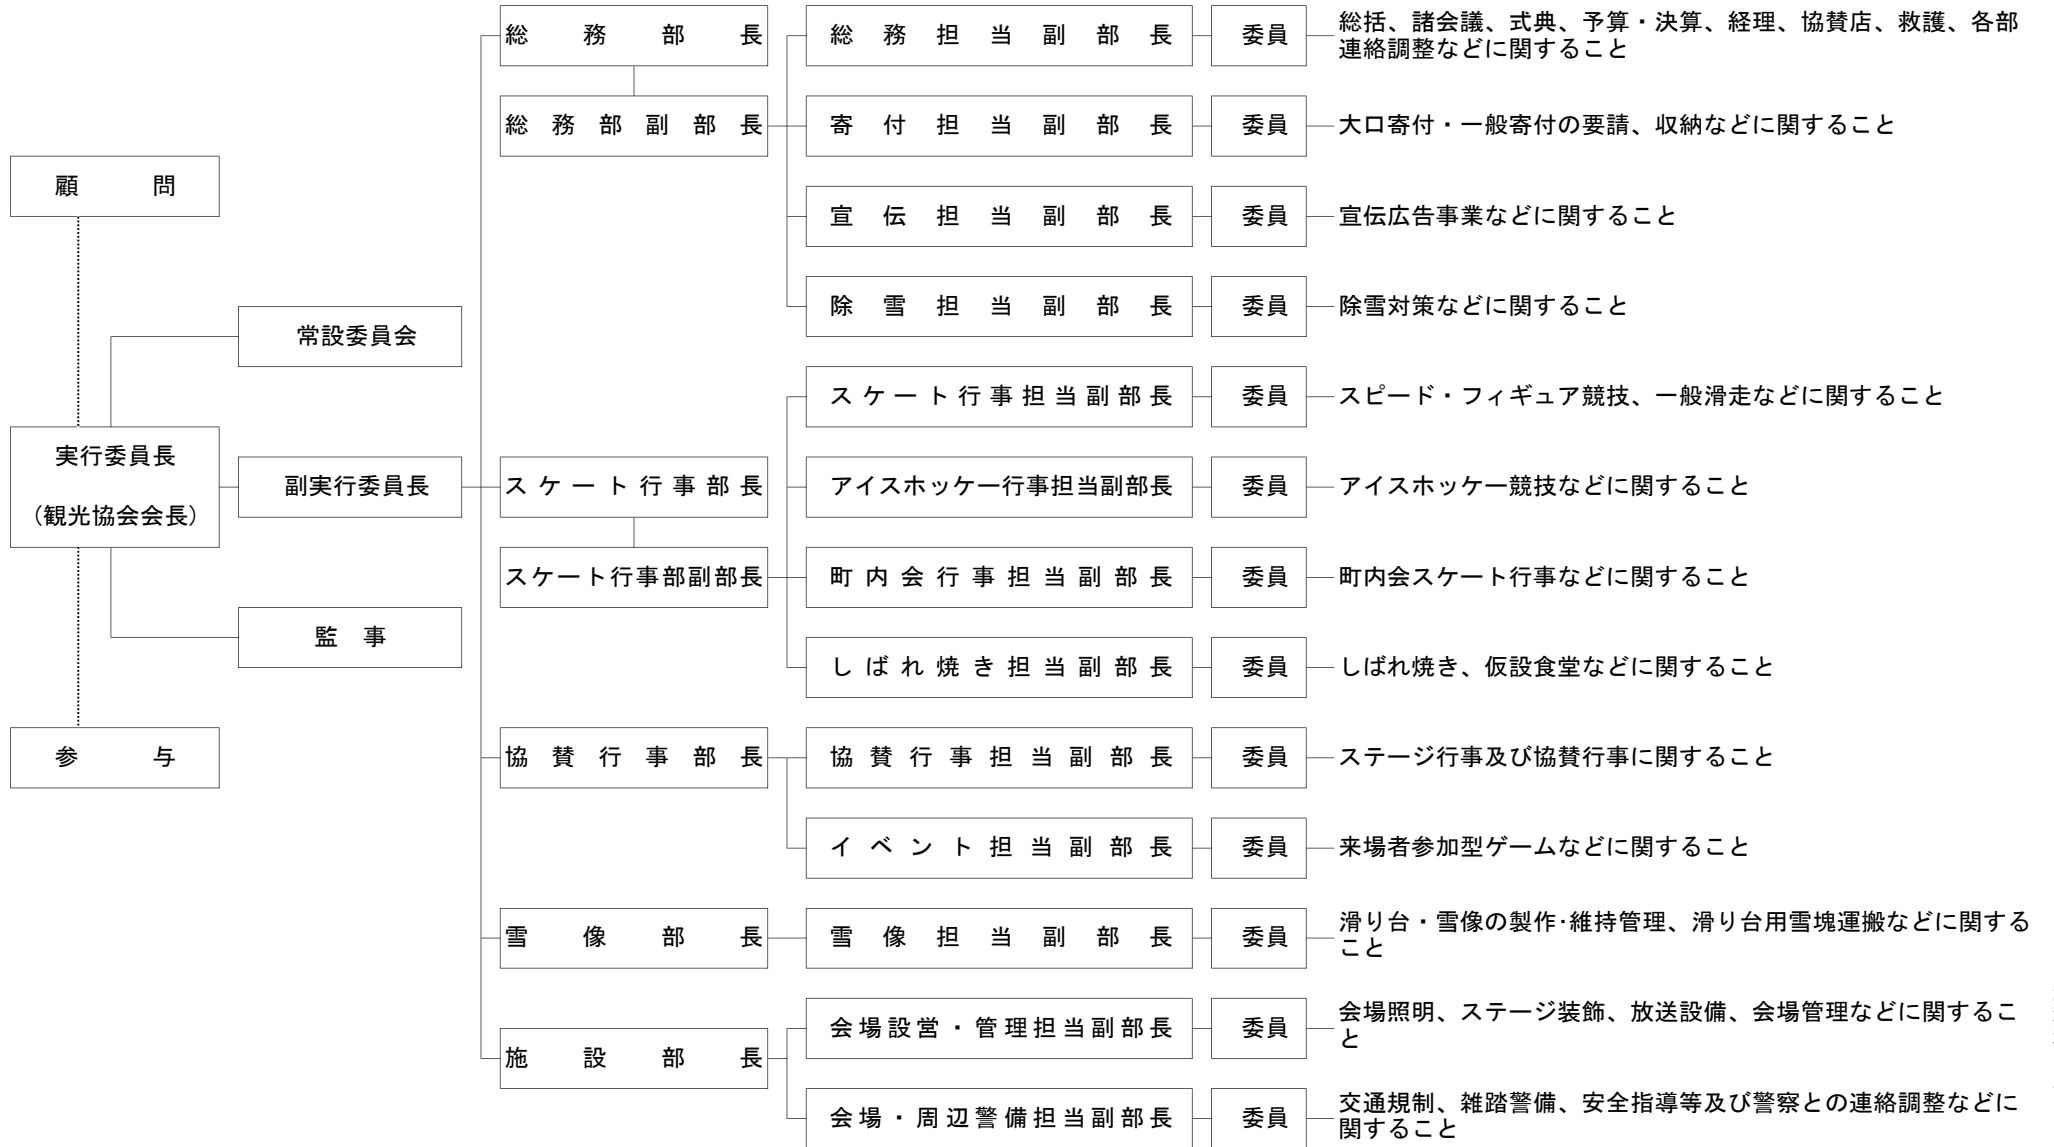 顧問
実行委員長
（観光協会会長）
参与
常設委員会
副実行委員長
監事
総務部長
総務部副部長
総務担当副部長 委員 総括、諸会議、式典、予算・決算、経理、協賛店、救護、各部
連絡調整などに関すること
寄付担当副部長 委員 大口寄付・一般寄付の要請、収納などに関すること
宣伝担当副部長 委員 宣伝広告事業などに関すること
除雪担当副部長 委員 除雪対策などに関すること
スケート行事部長
スケート行事部副部長
スケート行事担当副部長 委員 スピード・フィギュア競技、一般滑走などに関すること
アイスホッケー行事担当副部長 委員 アイスホッケー競技などに関すること
町内会行事担当副部長 委員 町内会スケート行事などに関すること
しばれ焼き担当副部長 委員 しばれ焼き、仮設食堂などに関すること
協賛行事部長
協賛行事担当副部長 委員 ステージ行事及び協賛行事に関すること
イベント担当副部長 委員 来場者参加型ゲームなどに関すること
雪像部長
雪像担当副部長 委員 滑り台・雪像の製作･維持管理、滑り台用雪塊運搬などに関する
こと
施設部長
会場設営・管理担当副部長 委員 会場照明、ステージ装飾、放送設備、会場管理などに関するこ
と
会場・周辺警備担当副部長 委員 交通規制、雑踏警備、安全指導等及び警察との連絡調整などに
関すること